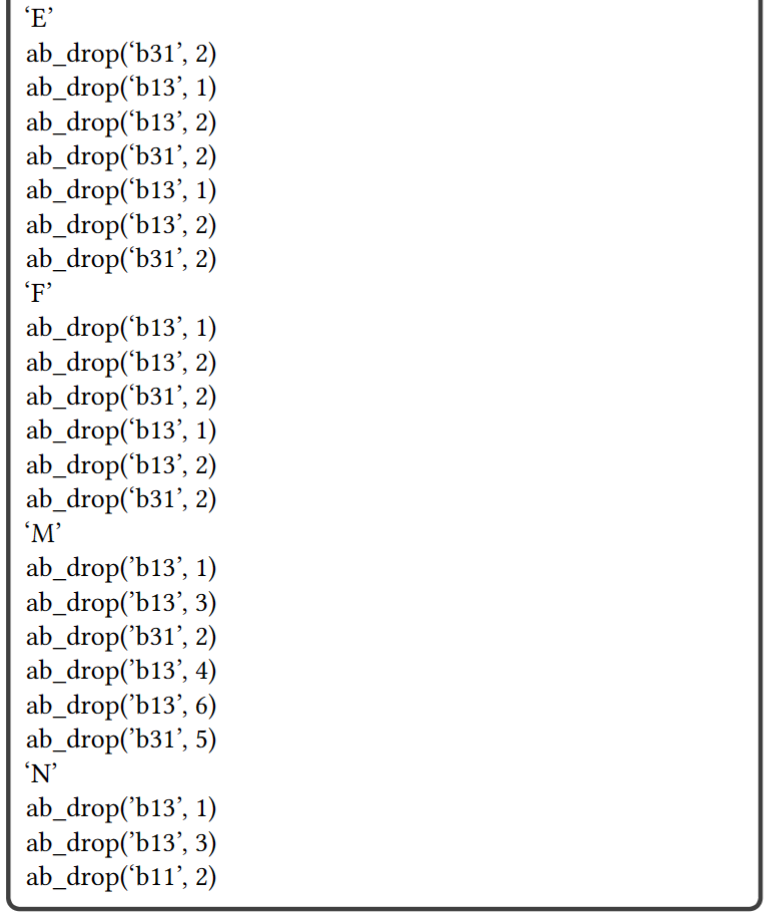 ‘E’
ab_drop(‘b31’, 2)
ab_drop(‘b13’, 1)
ab_drop(‘b13’, 2)
ab_drop(‘b31’, 2)
ab_drop(‘b13’, 1)
ab_drop(‘b13’, 2)
ab_drop(‘b31’, 2)
‘F’
ab_drop(‘b13’, 1)
ab_drop(‘b13’, 2)
ab_drop(‘b31’, 2)
ab_drop(‘b13’, 1)
ab_drop(‘b13’, 2)
ab_drop(‘b31’, 2)
‘M’
ab_drop(’b13’, 1)
ab_drop(’b13’, 3)
ab_drop(‘b31’, 2)
ab_drop(’b13’, 4)
ab_drop(’b13’, 6)
ab_drop(’b31’, 5)
‘N’
ab_drop(’b13’, 1)
ab_drop(’b13’, 3)
ab_drop(‘b11’, 2)